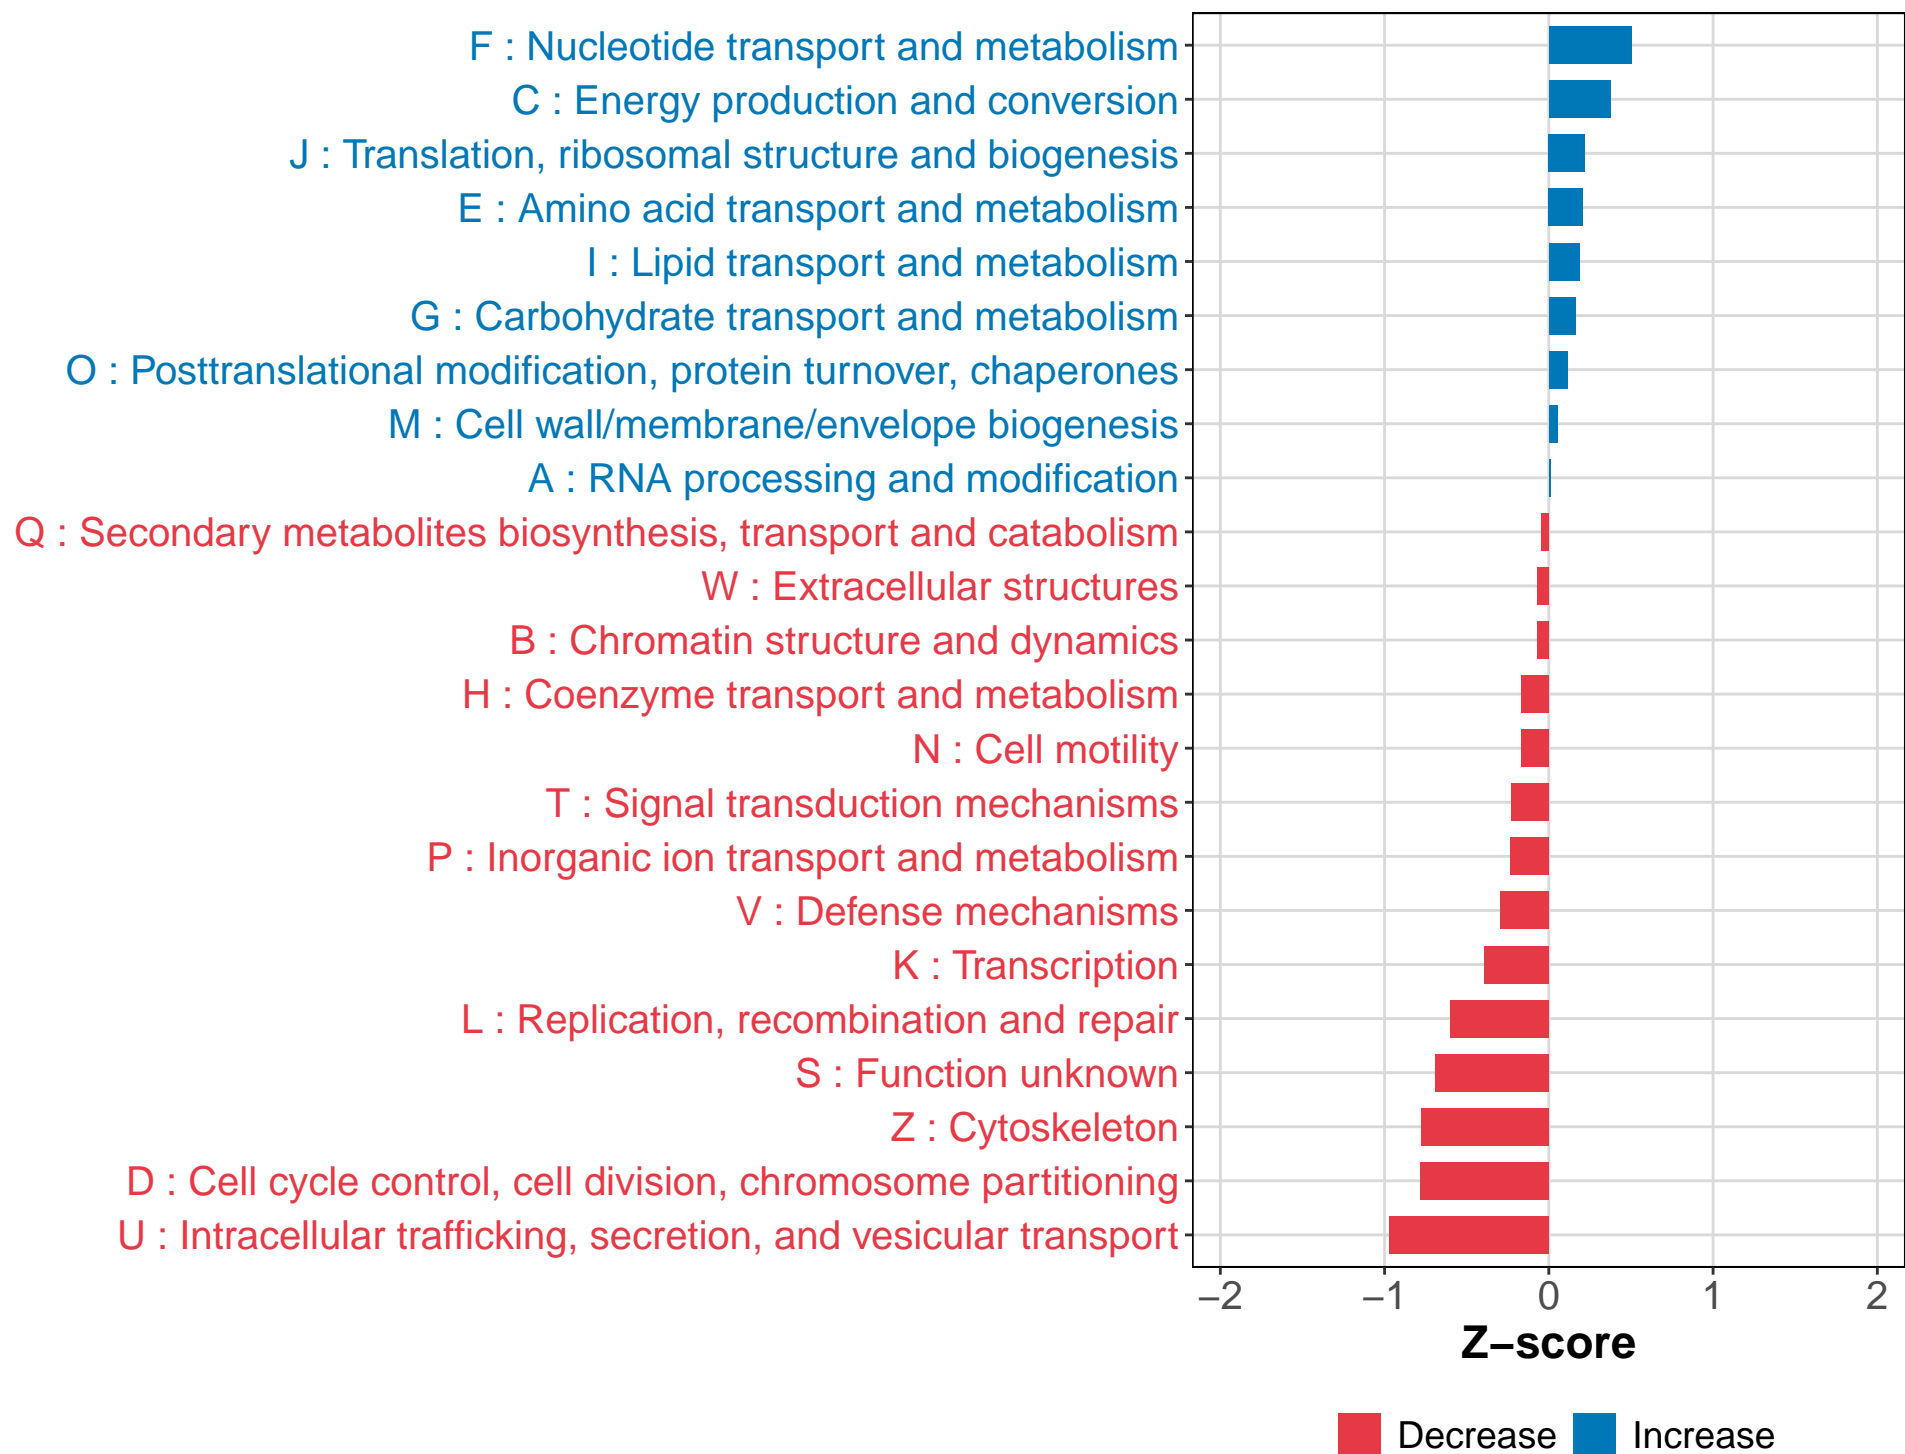 F : Nucleotide transport and metabolism
C : Energy production and conversion
J : Translation, ribosomal structure and biogenesis
E : Amino acid transport and metabolism
I : Lipid transport and metabolism
G : Carbohydrate transport and metabolism
O : Posttranslational modification, protein turnover, chaperones
M : Cell wall/membrane/envelope biogenesis
A : RNA processing and modification
Q : Secondary metabolites biosynthesis, transport and catabolism
W : Extracellular structures
B : Chromatin structure and dynamics
H : Coenzyme transport and metabolism
N : Cell motility
T : Signal transduction mechanisms
P : Inorganic ion transport and metabolism
V : Defense mechanisms
K : Transcription
L : Replication, recombination and repair
S : Function unknown
Z : Cytoskeleton
D : Cell cycle control, cell division, chromosome partitioning
U : Intracellular trafficking, secretion, and vesicular transport
−2 −1 0 1 2
Z−score
Decrease Increase